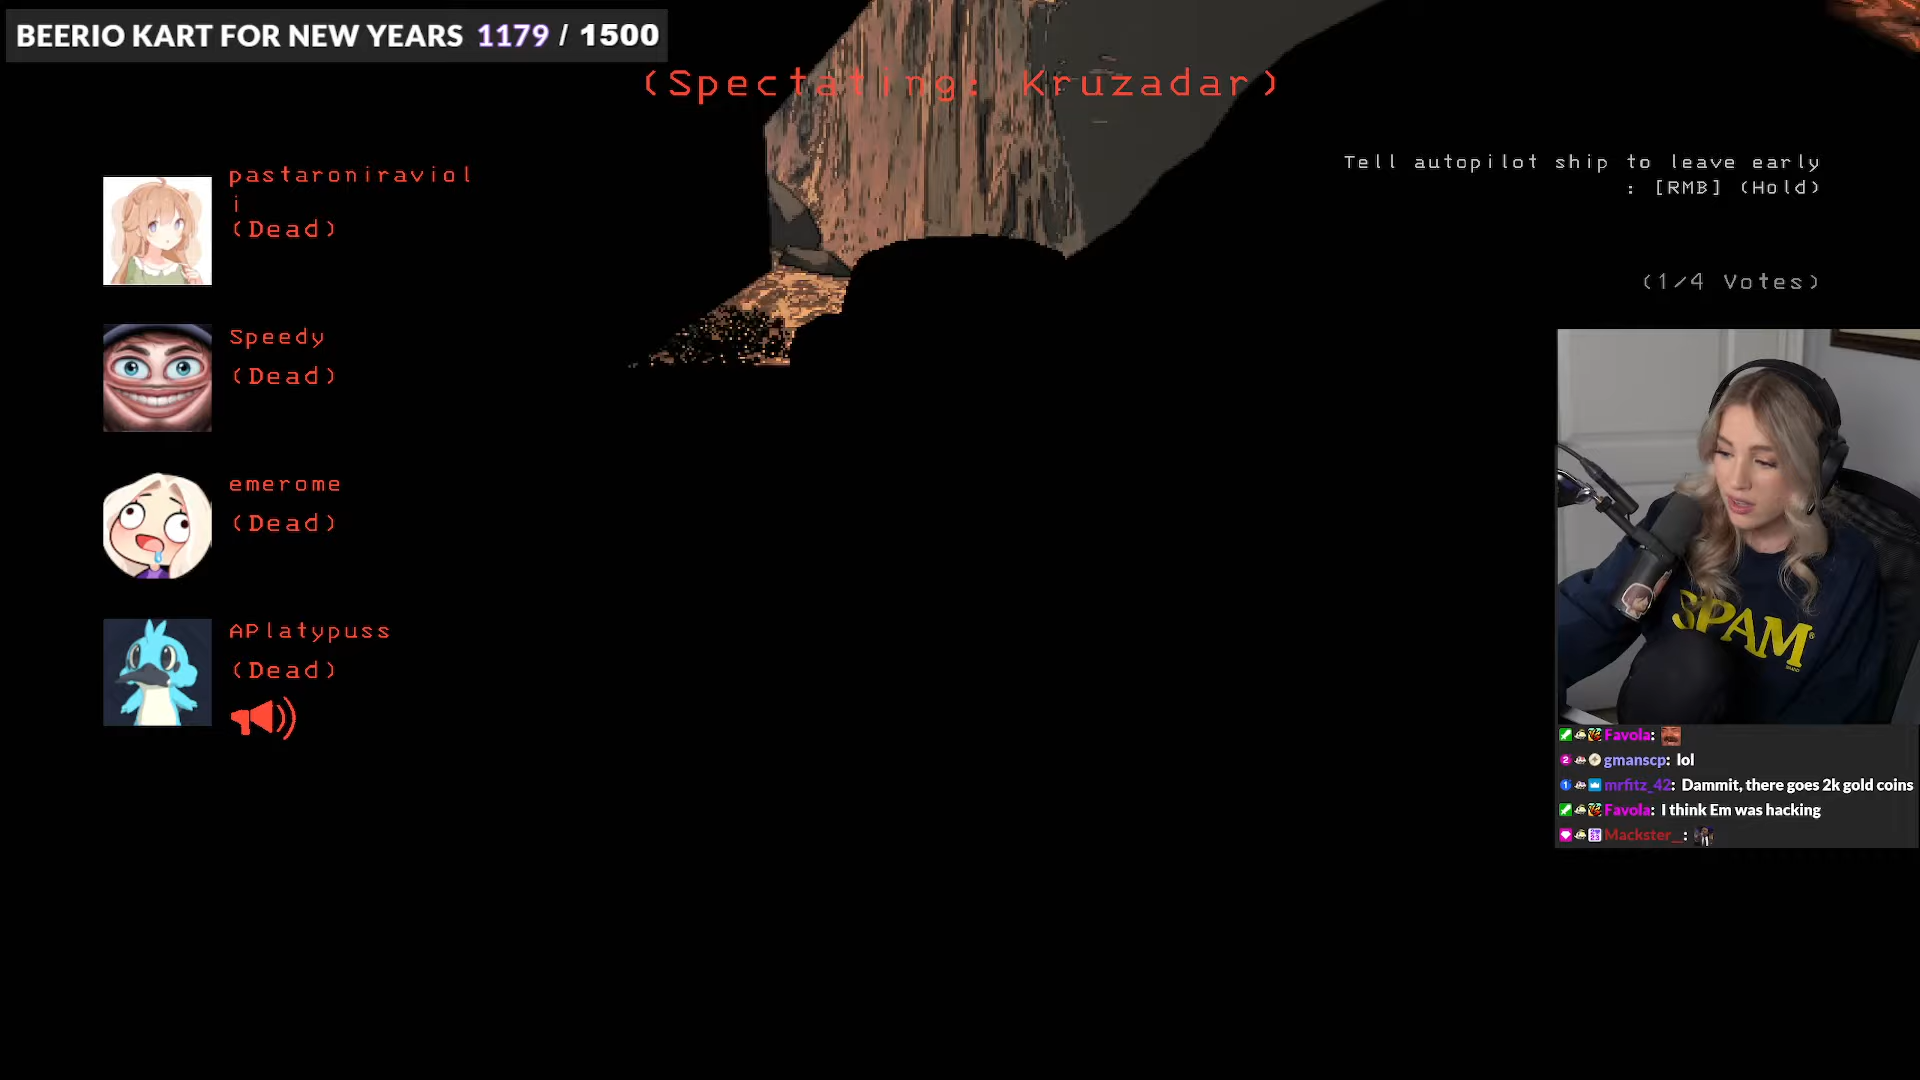 BEERIO KART FOR NEW YEARS 1179 / 1500
(Spectating: Kruzadar)
pastaroniraviol
i
(Dead)
Speedy
(Dead)
emerome
(Dead)
APlatypuss
(Dead)
Tell autopilot ship to leave early
: [RMB] (Hold)
(1/4 Votes)
SPAM
Favola:
gmanscp: lol
mrfitz_42: Dammit, there goes 2k gold coins
Favola: I think Em was hacking
Mackster_: